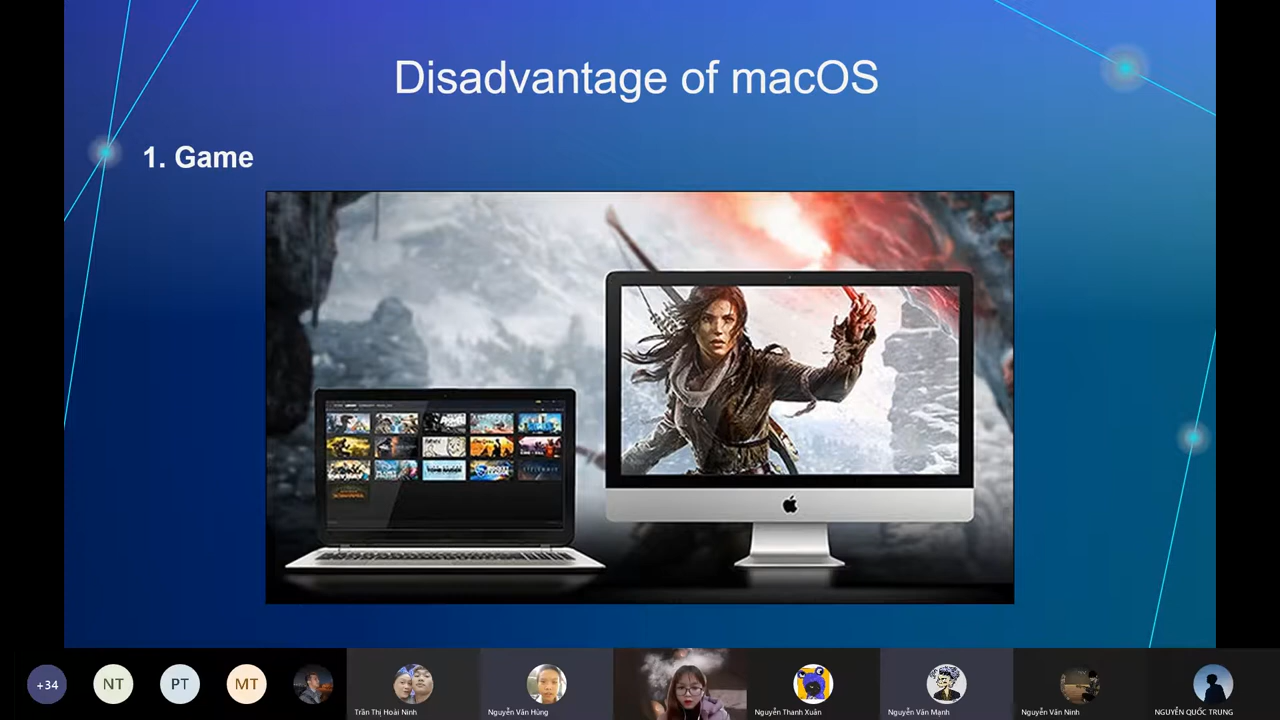 Disadvantage of macOS
1. Game
+34
NT
PT
MT
Trần Thị Hoài Ninh
Nguyễn Văn Hùng
Nguyễn Thanh Xuân
Nguyễn Văn Mạnh
Nguyễn Văn Ninh
NGUYỄN QUỐC TRUNG